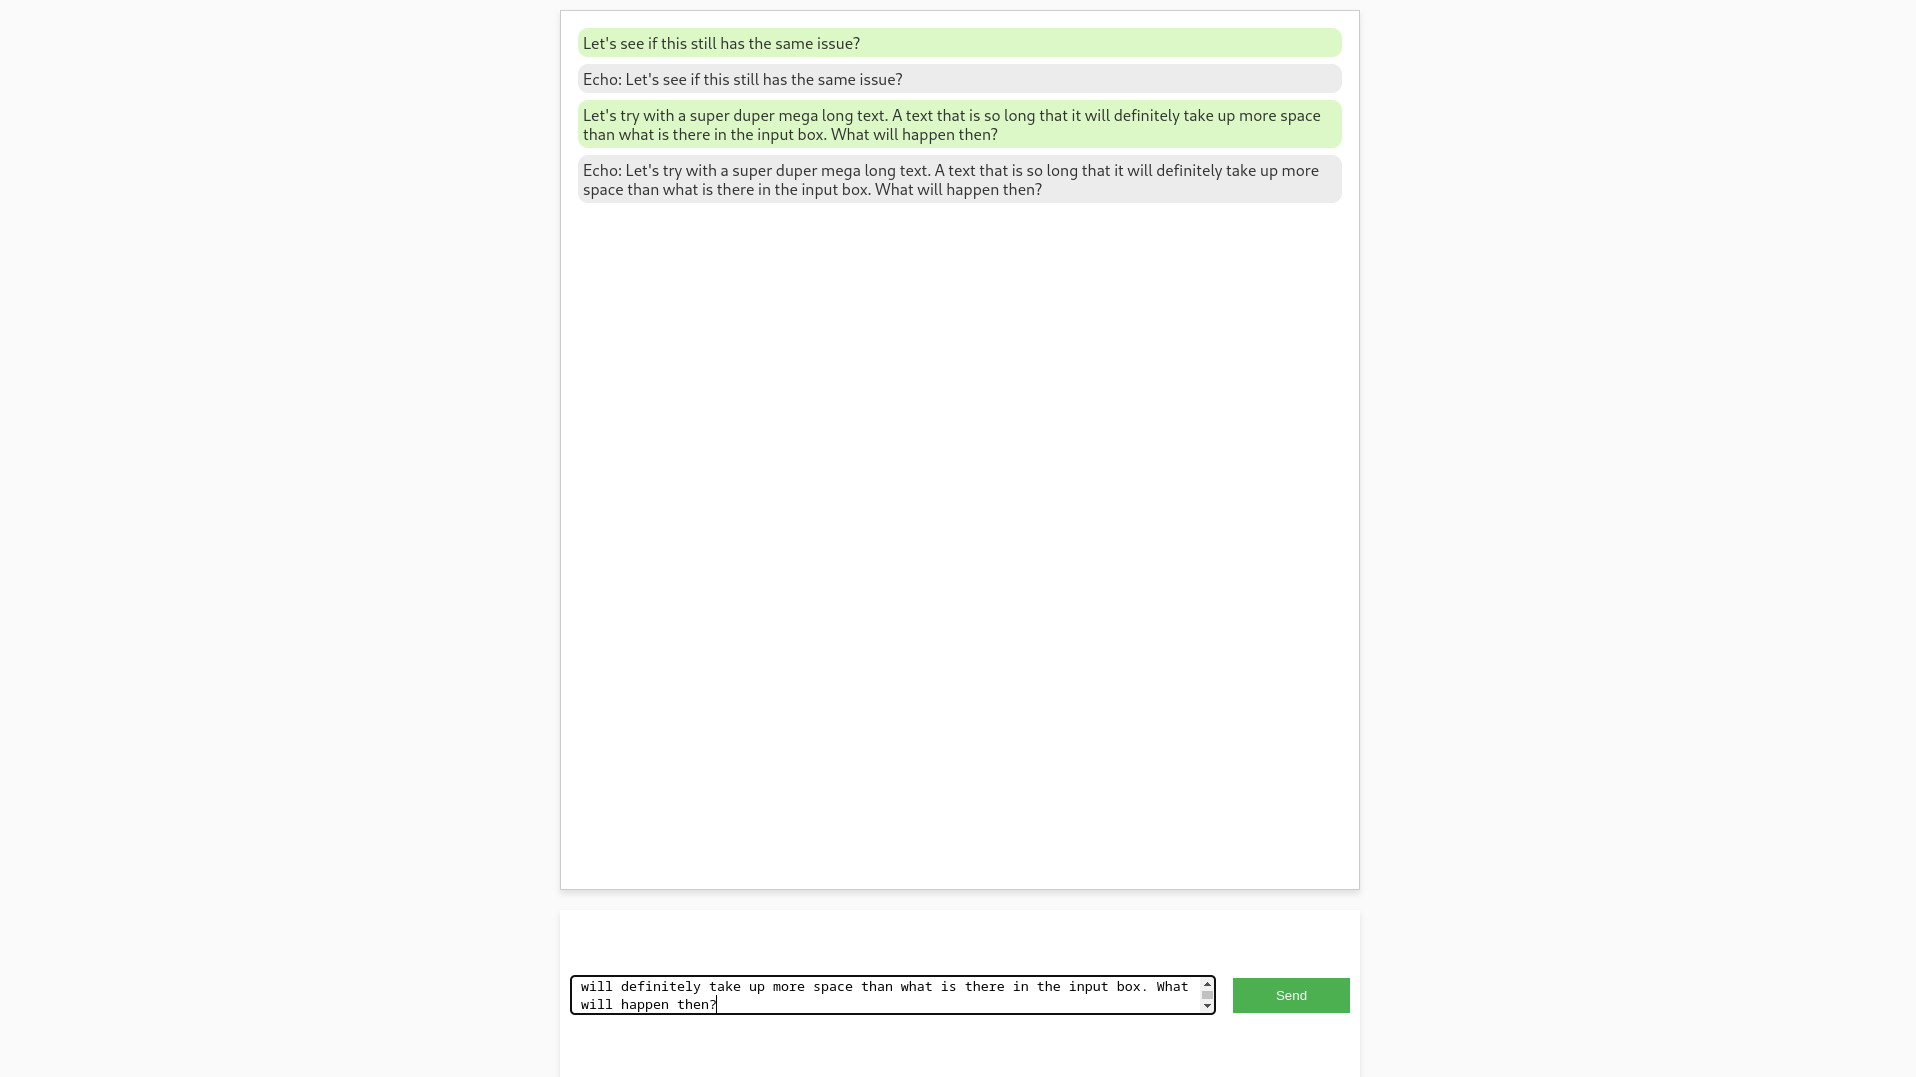 Let's see if this still has the same issue?
Echo: Let's see if this still has the same issue?
Let's try with a super duper mega long text. A text that is so long that it will definitely take up more space
than what is there in the input box. What will happen then?
Echo: Let's try with a super duper mega long text. A text that is so long that it will definitely take up more
space than what is there in the input box. What will happen then?
will definitely take up more space than what is there in the input box. What
will happen then?
Send